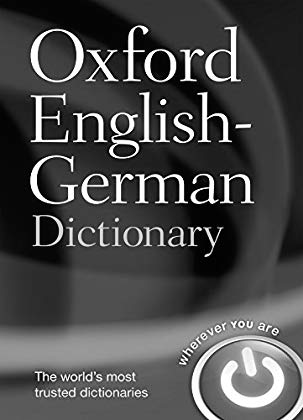 Oxford
English-
German
Dictionary
wherever YOU are
The world's most
trusted dictionaries